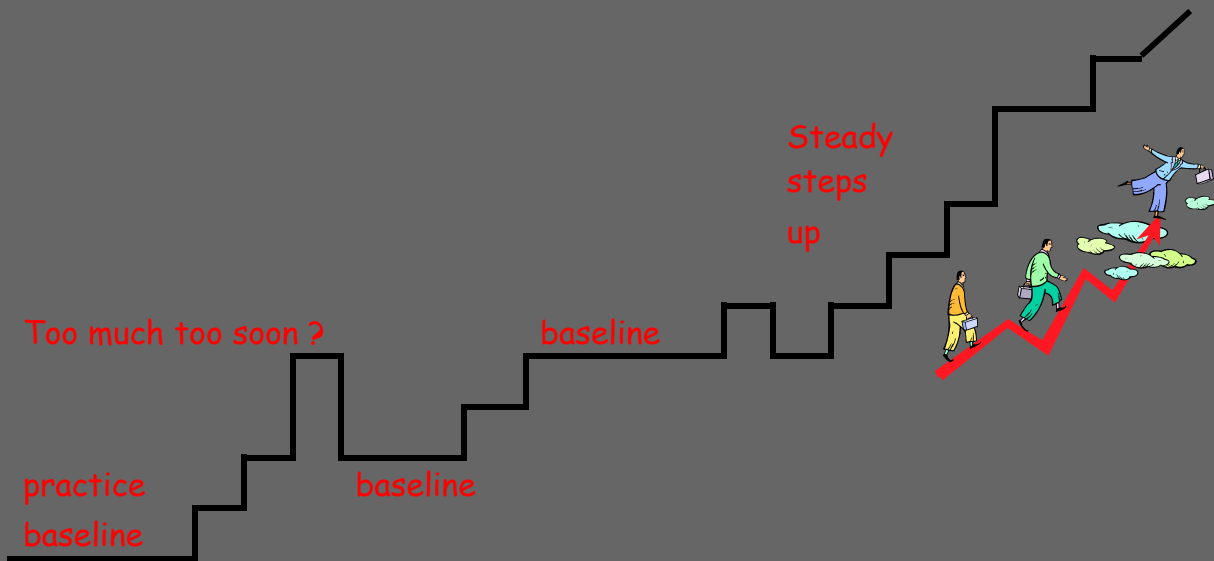 Too much too soon ?
practice
baseline
baseline
baseline
Steady
steps
up